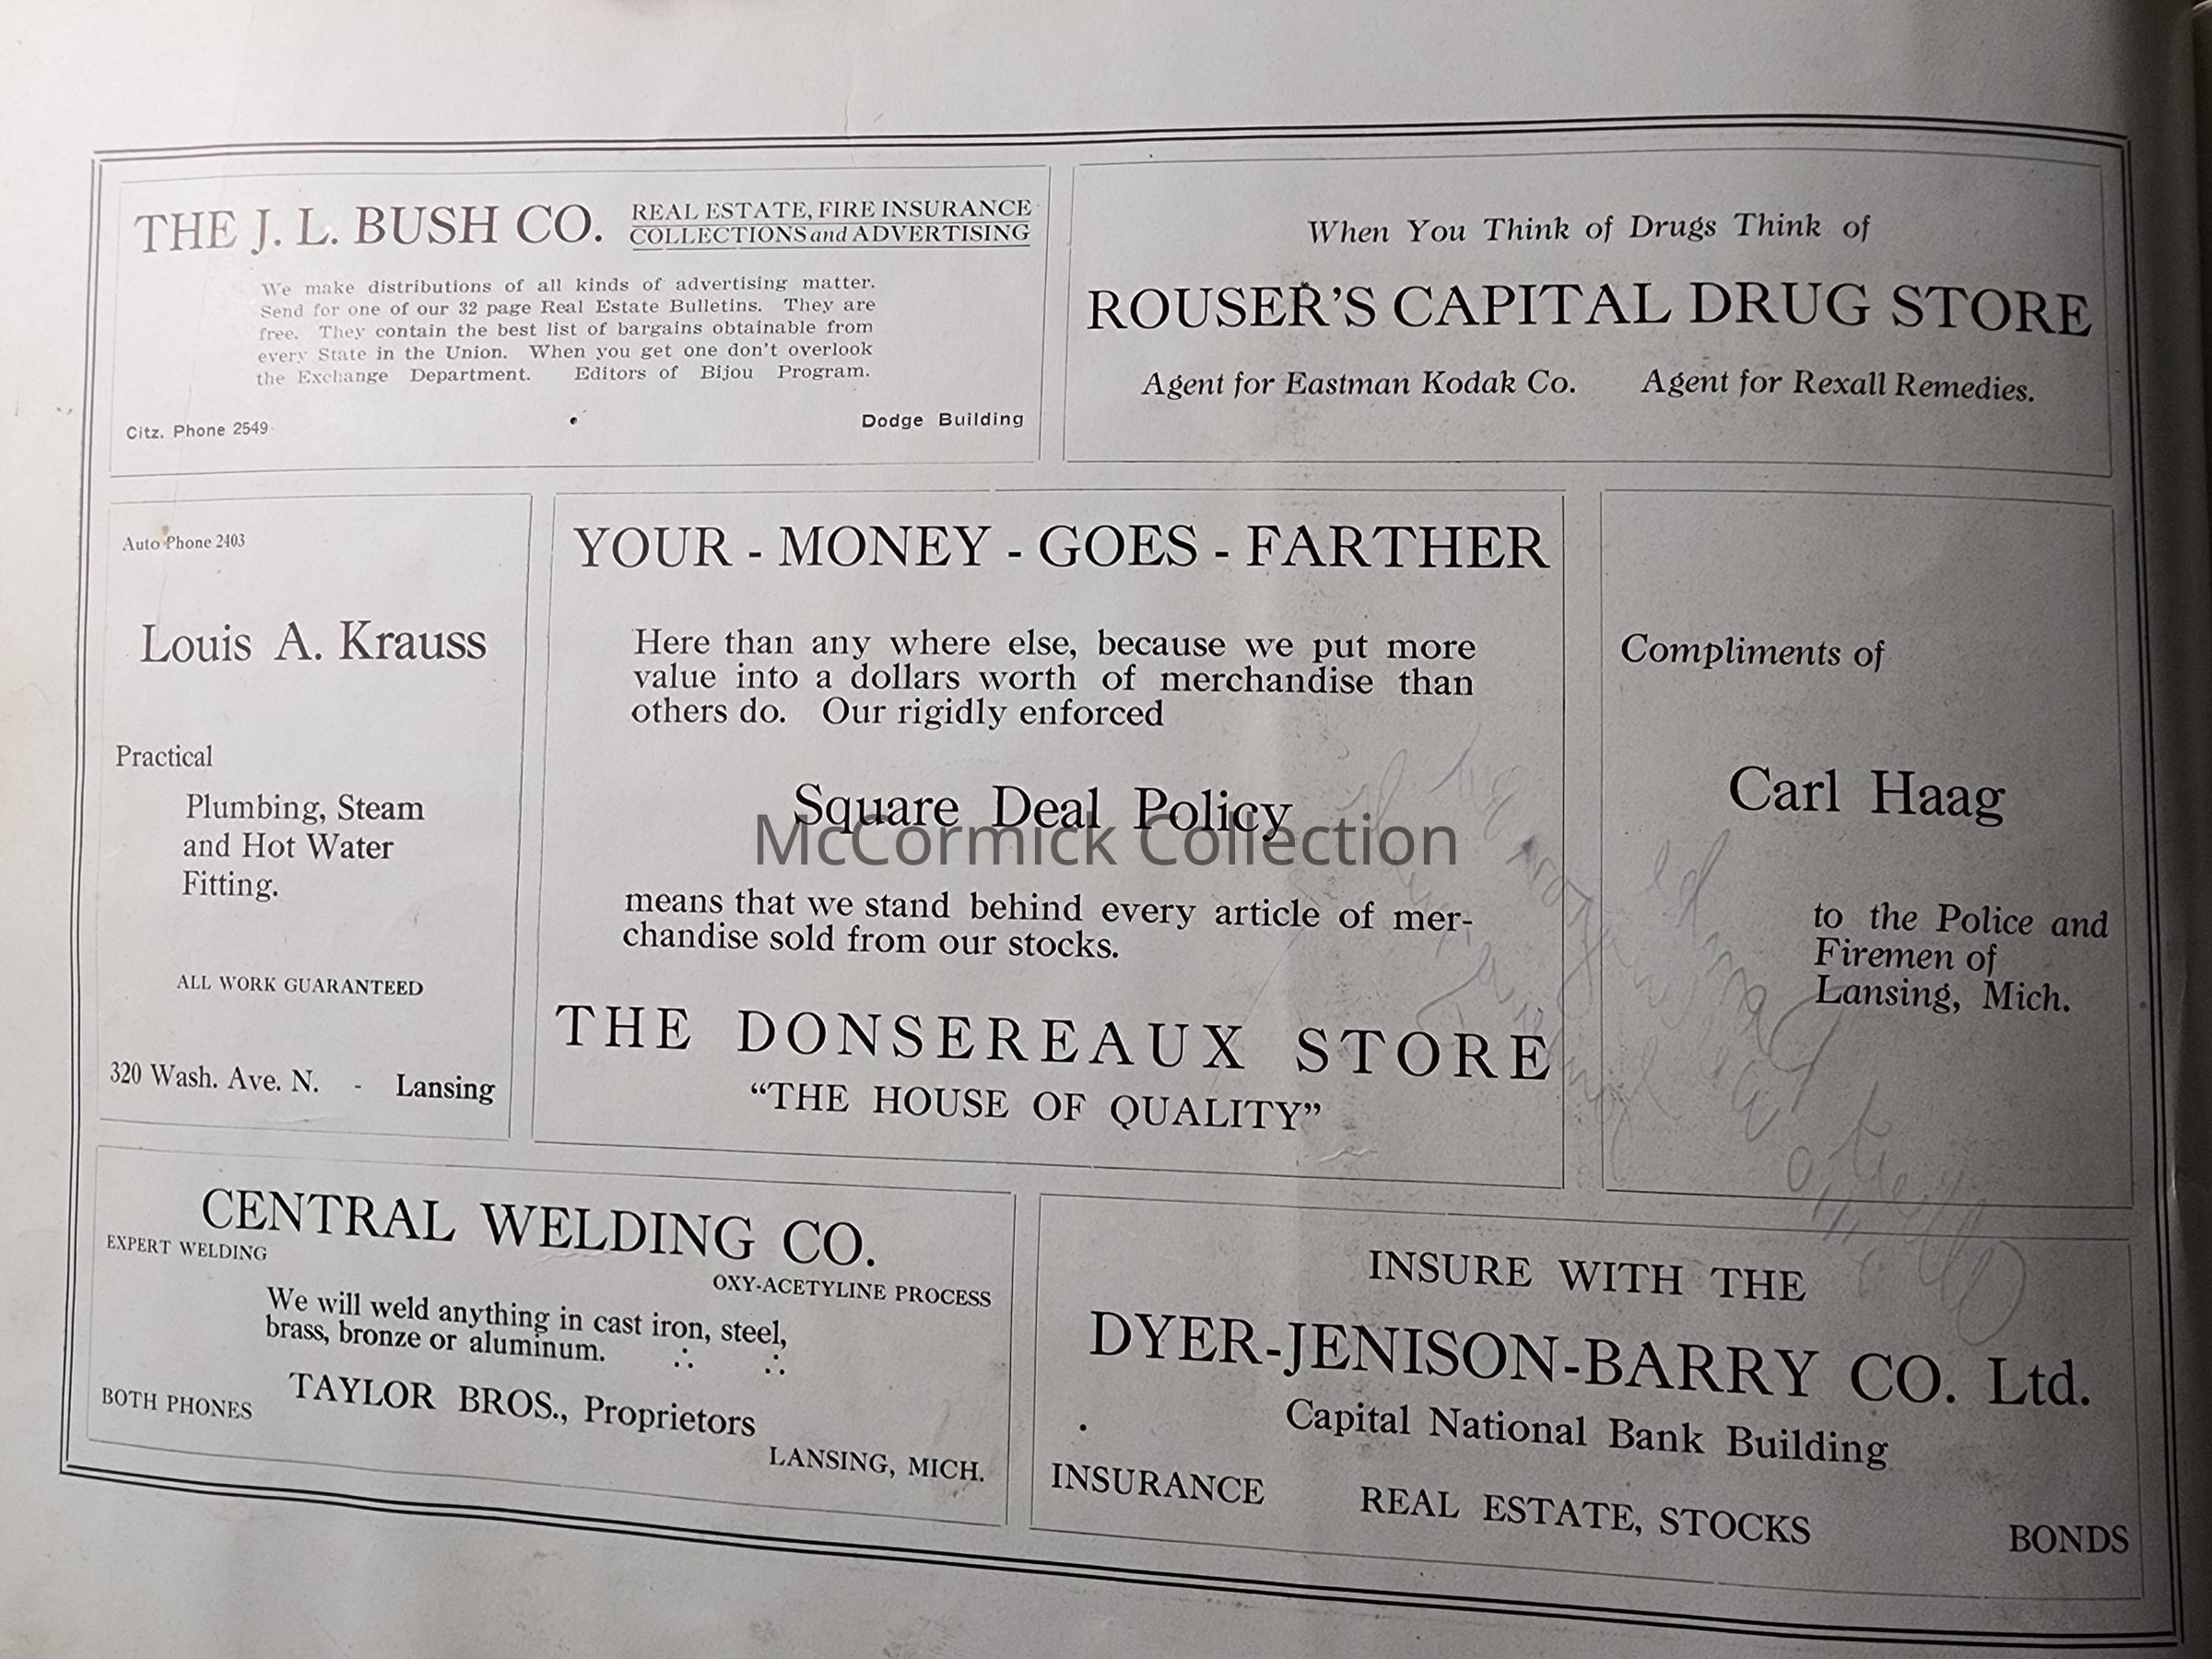 THE J. L. BUSH CO.
REAL ESTATE, FIRE INSURANCE
COLLECTIONS and ADVERTISING
We make distributions of all kinds of advertising matter.
Send for one of our 32 page Real Estate Bulletins. They are
free. They contain the best list of bargains obtainable from
every State in the Union. When you get one don't overlook
the Exchange Department. Editors of Bijou Program.
Citz. Phone 2549
Dodge Building
When You Think of Drugs Think of
ROUSER'S CAPITAL DRUG STORE
Agent for Eastman Kodak Co. Agent for Rexall Remedies.
Auto Phone 2403
Louis A. Krauss
Practical
Plumbing, Steam
and Hot Water
Fitting.
ALL WORK GUARANTEED
320 Wash. Ave. N. - Lansing
YOUR - MONEY - GOES - FARTHER
Here than any where else, because we put more
value into a dollars worth of merchandise than
others do. Our rigidly enforced
Square Deal Policy
McCormick Collection
means that we stand behind every article of mer-
chandise sold from our stocks.
THE DONSEREAUX STORE
“THE HOUSE OF QUALITY”
Compliments of
Carl Haag
to the Police and
Firemen of
Lansing, Mich.
CENTRAL WELDING CO.
EXPERT WELDING
OXY-ACETYLINE PROCESS
We will weld anything in cast iron, steel,
brass, bronze or aluminum. ∴ ∴
BOTH PHONES
TAYLOR BROS., Proprietors
LANSING, MICH.
INSURE WITH THE
DYER-JENISON-BARRY CO. Ltd.
Capital National Bank Building
INSURANCE REAL ESTATE, STOCKS BONDS